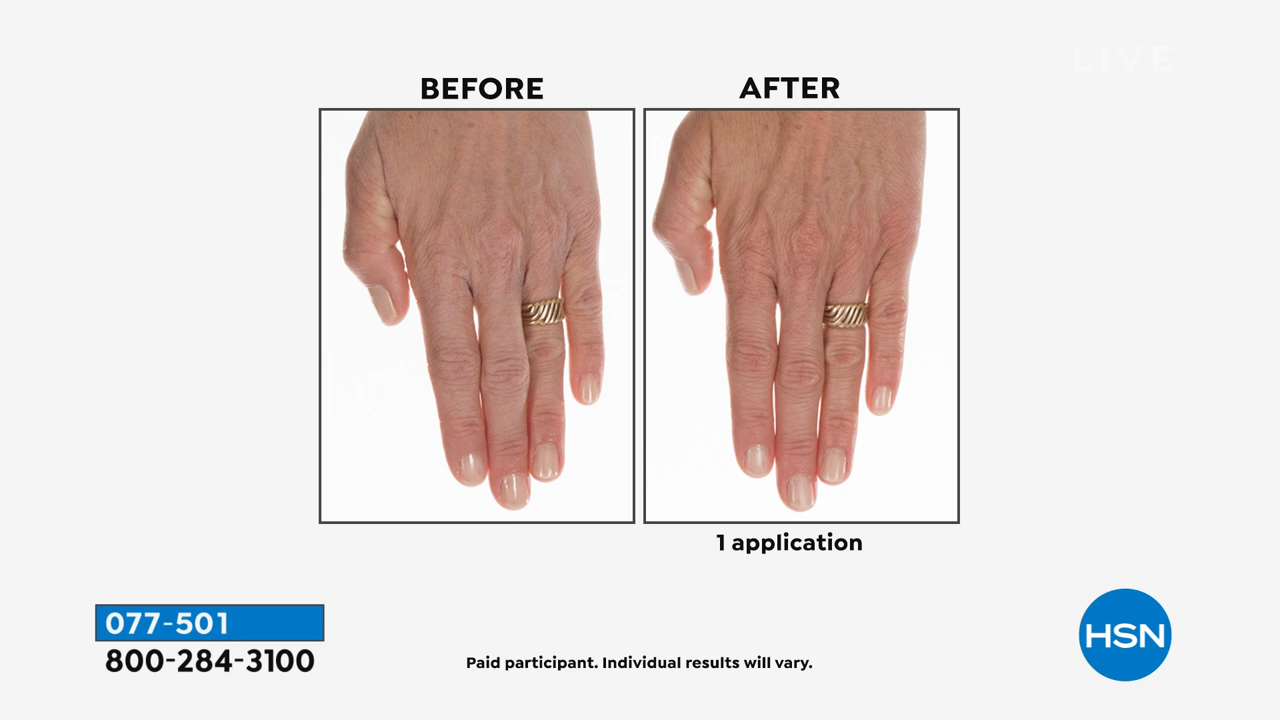 LIVE
BEFORE
AFTER
1 application
077-501
800-284-3100
Paid participant. Individual results will vary.
HSN